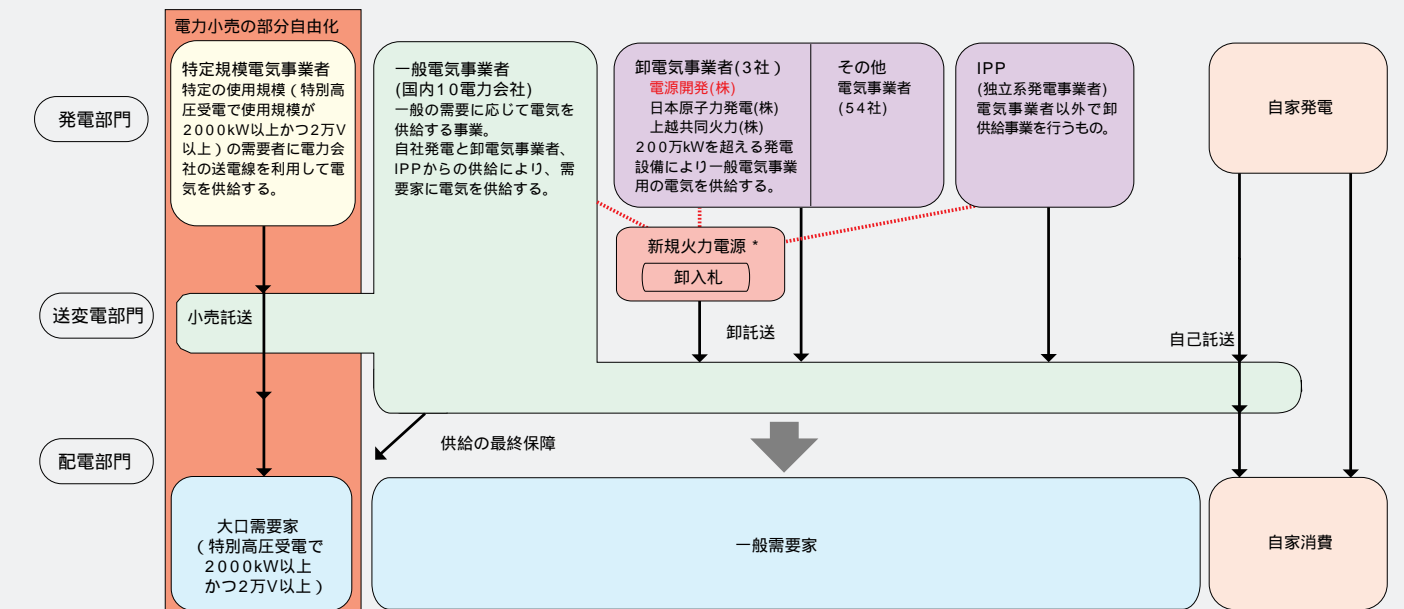 電力小売の部分自由化
発電部門
特定規模電気事業者
特定の使用規模(特別高
圧受電で使用規模が
2000kW以上かつ2万V
以上)の需要者に電力会
社の送電線を利用して電
気を供給する。
一般電気事業者
(国内10電力会社)
一般の需要に応じて電気を
供給する事業。
自社発電と卸電気事業者、
IPPからの供給により、需
要家に電気を供給する。
卸電気事業者(3社)
電源開発(株)
日本原子力発電(株)
上越共同火力(株)
200万kWを超える発電
設備により一般電気事業
用の電気を供給する。
その他
電気事業者
(54社)
IPP
(独立系発電事業者)
電気事業者以外で卸
供給事業を行うもの。
自家発電
新規火力電源 *
卸入札
送変電部門
小売託送
卸託送
自己託送
配電部門
供給の最終保障
大口需要家
(特別高圧受電で
2000kW以上
かつ2万V以上)
一般需要家
自家消費